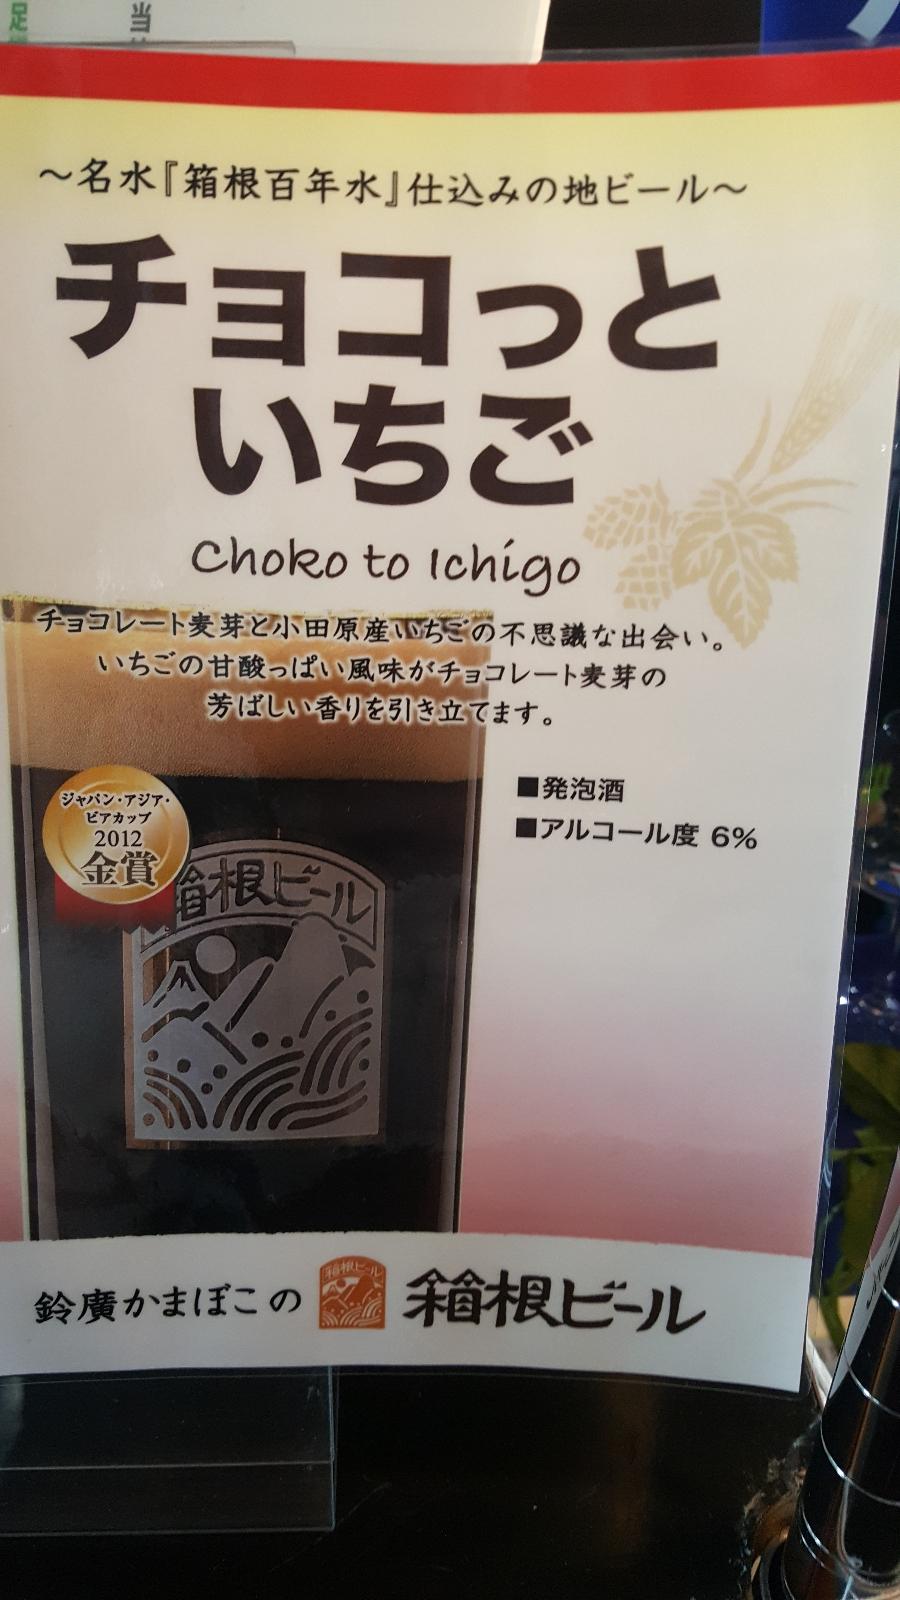 足
当
～名水『箱根百年水』仕込みの地ビール～
チョコっと
いちご
Choko to Ichigo
チョコレート麦芽と小田原産いちごの不思議な出会い。
いちごの甘酸っぱい風味がチョコレート麦芽の
芳ばしい香りを引き立てます。
■発泡酒
■アルコール度 6%
ジャパン・アジア・
ビアカップ
2012
金賞
箱根ビール
鈴廣かまぼこの
箱根ビール
箱根ビール